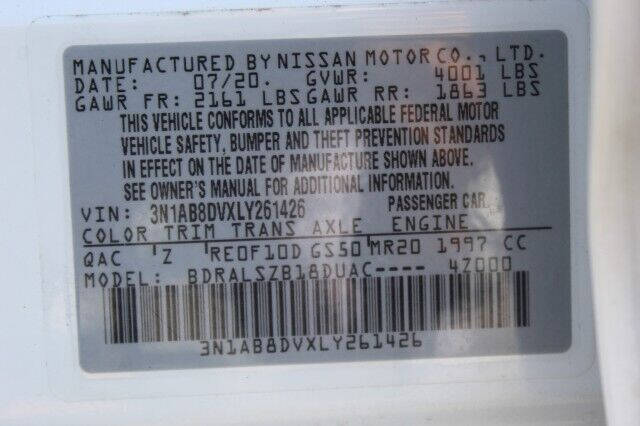 MANUFACTURED BY NISSAN MOTOR CO., LTD.
DATE: 07/20. GVWR: 4001 LBS
GAWR FR: 2161 LBS GAWR RR: 1863 LBS
THIS VEHICLE CONFORMS TO ALL APPLICABLE FEDERAL MOTOR
VEHICLE SAFETY, BUMPER AND THEFT PREVENTION STANDARDS
IN EFFECT ON THE DATE OF MANUFACTURE SHOWN ABOVE.
SEE OWNER'S MANUAL FOR ADDITIONAL INFORMATION.
VIN: 3N1AB8DVXLY261426 PASSENGER CAR.
COLOR TRIM TRANS AXLE ENGINE
QAC Z RE0F10D GS50 MR20 1997 CC
MODEL: BDRALSZB18DUAC---- 4Z000
3N1AB8DVXLY261426